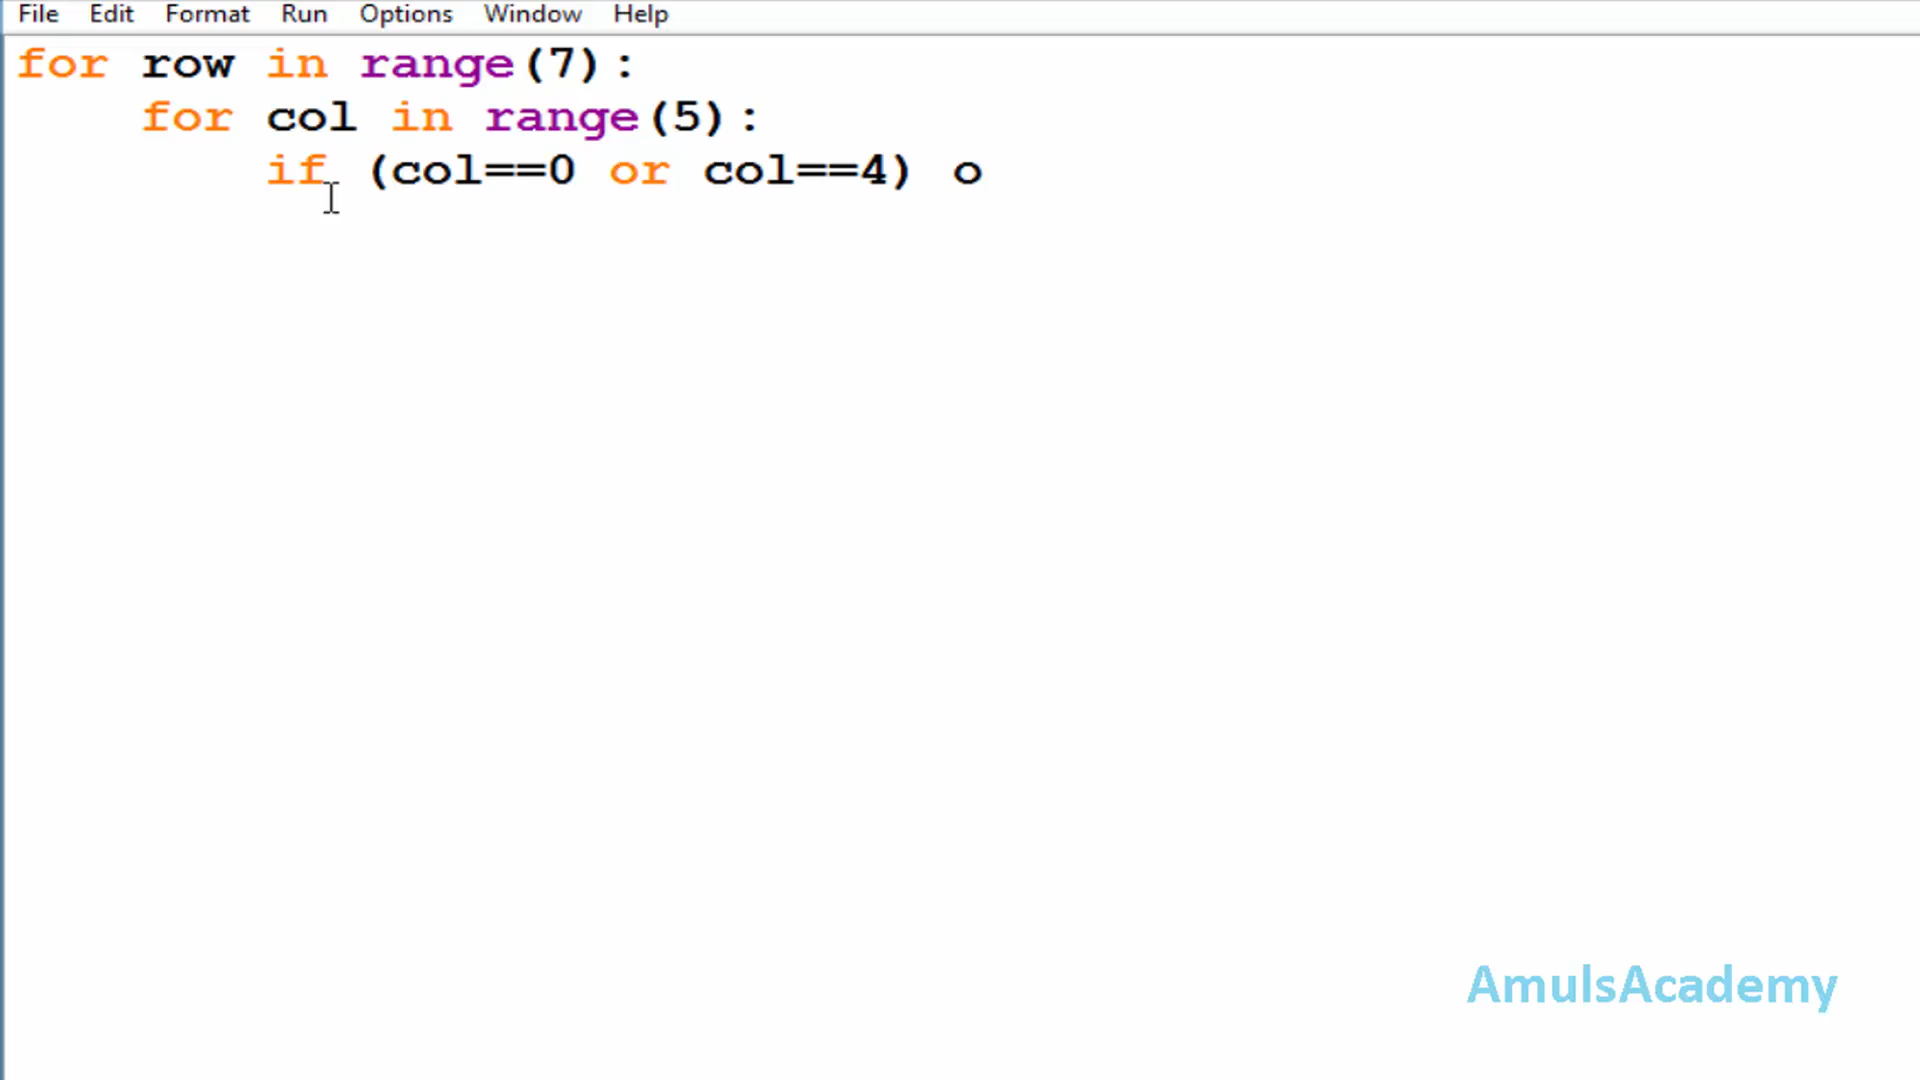 File Edit Format Run Options Window Help
for row in range(7):
    for col in range(5):
        if (col==0 or col==4) o
AmulsAcademy